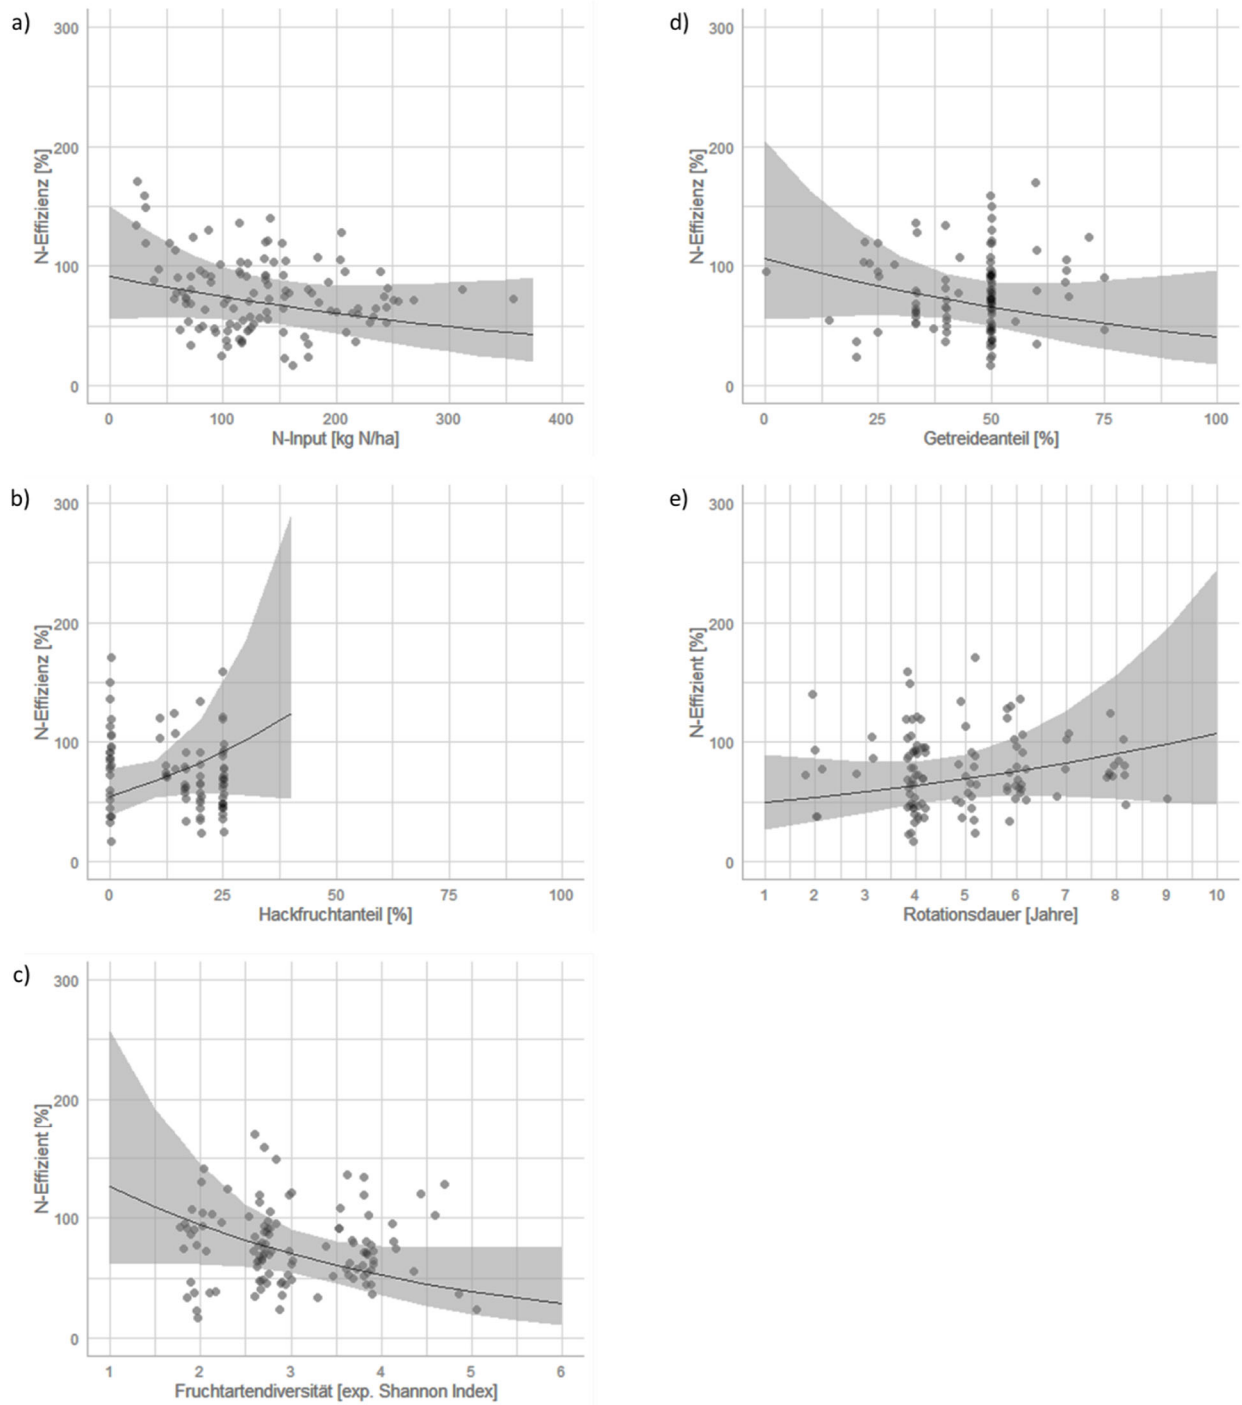 a)
N-Effizienz [%]
300
200
100
0
0 100 200 300 400
N-Input [kg N/ha]
d)
N-Effizienz [%]
300
200
100
0
0 25 50 75 100
Getreideanteil [%]
b)
N-Effizienz [%]
300
200
100
0
0 25 50 75 100
Hackfruchtanteil [%]
e)
N-Effizient [%]
300
200
100
0
1 2 3 4 5 6 7 8 9 10
Rotationsdauer [Jahre]
c)
N-Effizient [%]
300
200
100
0
1 2 3 4 5 6
Fruchtartendiversität [exp. Shannon Index]